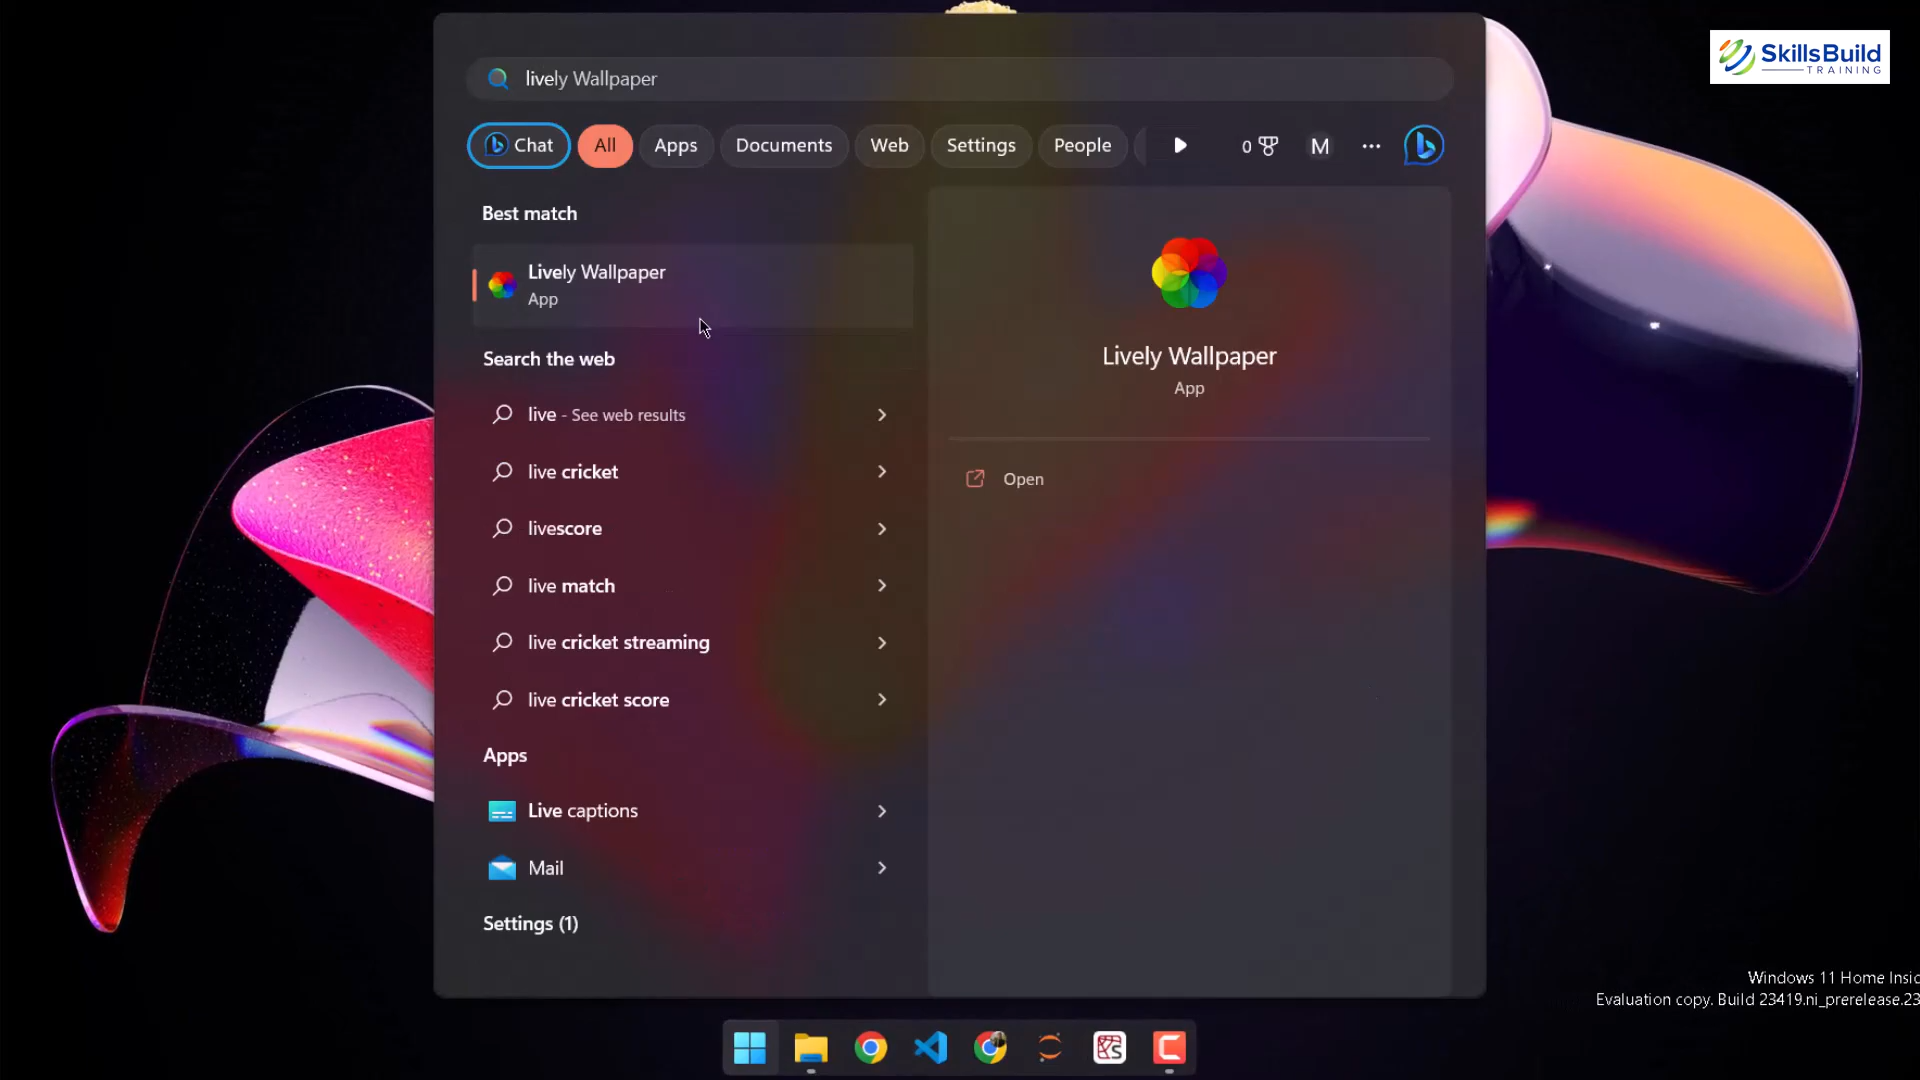 SkillsBuild
TRAINING
lively Wallpaper
Chat
All
Apps
Documents
Web
Settings
People
0
M
Best match
Lively Wallpaper
App
Search the web
live - See web results
live cricket
livescore
live match
live cricket streaming
live cricket score
Apps
Live captions
Mail
Settings (1)
Lively Wallpaper
App
Open
Windows 11 Home Insic
Evaluation copy. Build 23419.ni_prerelease.23